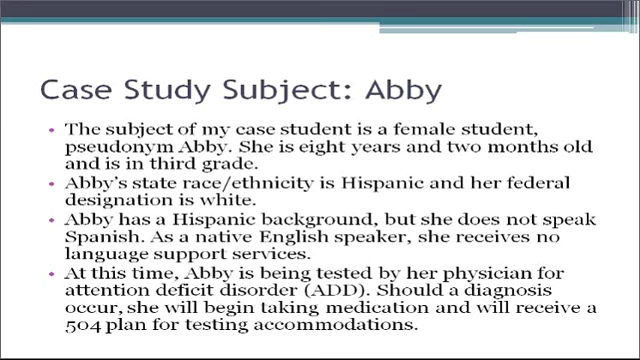 Case Study Subject: Abby
• The subject of my case student is a female student,
pseudonym Abby. She is eight years and two months old
and is in third grade.
• Abby's state race/ethnicity is Hispanic and her federal
designation is white.
• Abby has a Hispanic background, but she does not speak
Spanish. As a native English speaker, she receives no
language support services.
• At this time, Abby is being tested by her physician for
attention deficit disorder (ADD). Should a diagnosis
occur, she will begin taking medication and will receive a
504 plan for testing accommodations.